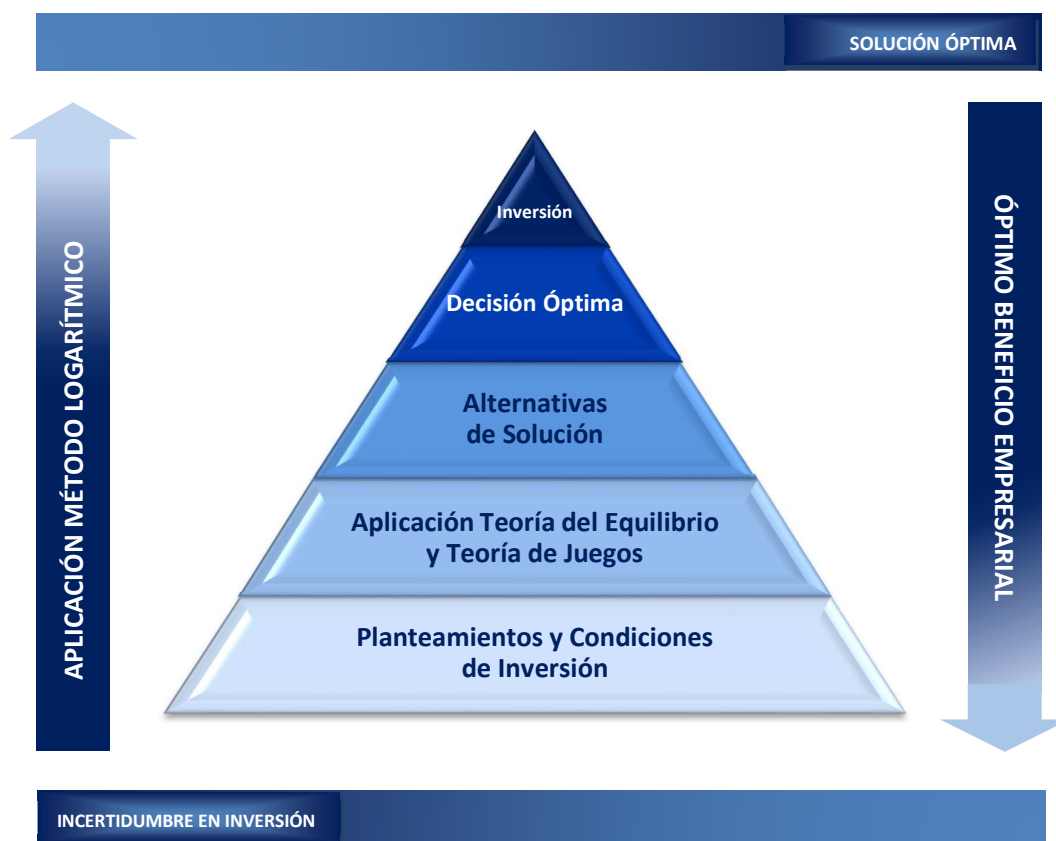 SOLUCIÓN ÓPTIMA
APLICACIÓN MÉTODO LOGARÍTMICO
Inversión
Decisión Óptima
Alternativas
de Solución
Aplicación Teoría del Equilibrio
y Teoría de Juegos
Planteamientos y Condiciones
de Inversión
ÓPTIMO BENEFICIO EMPRESARIAL
INCERTIDUMBRE EN INVERSIÓN